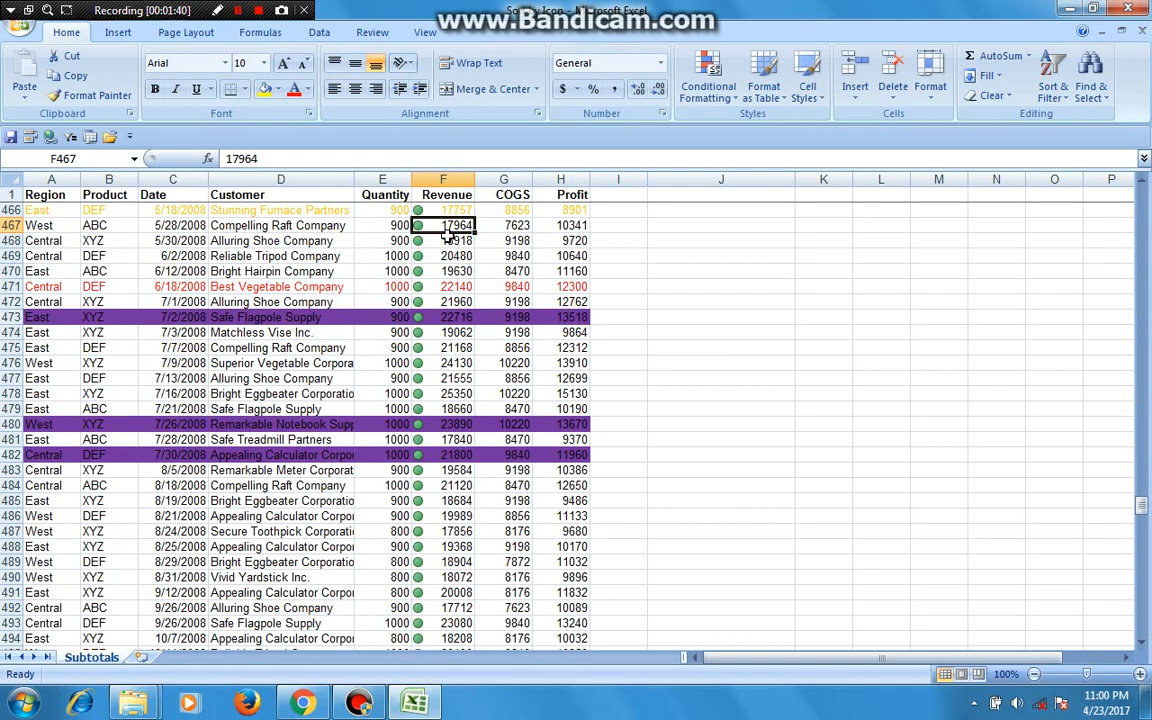 Recording [00:01:40]
www.Bandicam.com
Microsoft Excel
Home Insert Page Layout Formulas Data Review View
Paste Cut Copy Format Painter Clipboard
Arial 10 B I U A Font
Wrap Text Merge & Center Alignment
General $ % , Number
Conditional Formatting Format as Table Cell Styles Styles
Insert Delete Format Cells
AutoSum Fill Clear Sort & Filter Find & Select Editing
F467 fx 17964
A B C D E F G H I J K L M N O P
1 Region Product Date Customer Quantity Revenue COGS Profit
466 East DEF 5/18/2008 Stunning Furnace Partners 900 17757 8856 8901
467 West ABC 5/28/2008 Compelling Raft Company 900 17964 7623 10341
468 Central XYZ 5/30/2008 Alluring Shoe Company 900 918 9198 9720
469 Central DEF 6/2/2008 Reliable Tripod Company 1000 20480 9840 10640
470 East ABC 6/12/2008 Bright Hairpin Company 1000 19630 8470 11160
471 Central DEF 6/18/2008 Best Vegetable Company 1000 22140 9840 12300
472 Central XYZ 7/1/2008 Alluring Shoe Company 900 21960 9198 12762
473 East XYZ 7/2/2008 Safe Flagpole Supply 900 22716 9198 13518
474 East XYZ 7/3/2008 Matchless Vise Inc. 900 19062 9198 9864
475 East DEF 7/7/2008 Compelling Raft Company 900 21168 8856 12312
476 West XYZ 7/9/2008 Superior Vegetable Corpora 1000 24130 10220 13910
477 East DEF 7/13/2008 Alluring Shoe Company 900 21555 8856 12699
478 East XYZ 7/16/2008 Bright Eggbeater Corporatio 1000 25350 10220 15130
479 East ABC 7/21/2008 Safe Flagpole Supply 1000 18660 8470 10190
480 West XYZ 7/26/2008 Remarkable Notebook Supp 1000 23890 10220 13670
481 East ABC 7/28/2008 Safe Treadmill Partners 1000 17840 8470 9370
482 Central DEF 7/30/2008 Appealing Calculator Corpo 1000 21800 9840 11960
483 Central XYZ 8/5/2008 Remarkable Meter Corporat 900 19584 9198 10386
484 Central ABC 8/18/2008 Compelling Raft Company 1000 21120 8470 12650
485 East XYZ 8/19/2008 Bright Eggbeater Corporatio 900 18684 9198 9486
486 West DEF 8/21/2008 Appealing Calculator Corpor 900 19989 8856 11133
487 West XYZ 8/24/2008 Secure Toothpick Corporatio 800 17856 8176 9680
488 East XYZ 8/25/2008 Appealing Calculator Corpor 900 19368 9198 10170
489 West DEF 8/29/2008 Bright Eggbeater Corporatio 800 18904 7872 11032
490 West XYZ 8/31/2008 Vivid Yardstick Inc. 800 18072 8176 9896
491 East XYZ 9/12/2008 Appealing Calculator Corpor 800 20008 8176 11832
492 Central ABC 9/26/2008 Alluring Shoe Company 900 17712 7623 10089
493 Central DEF 9/26/2008 Safe Flagpole Supply 1000 23080 9840 13240
494 East XYZ 10/7/2008 Appealing Calculator Corpor 800 18208 8176 10032
Subtotals
Ready 100%
11:00 PM
4/23/2017